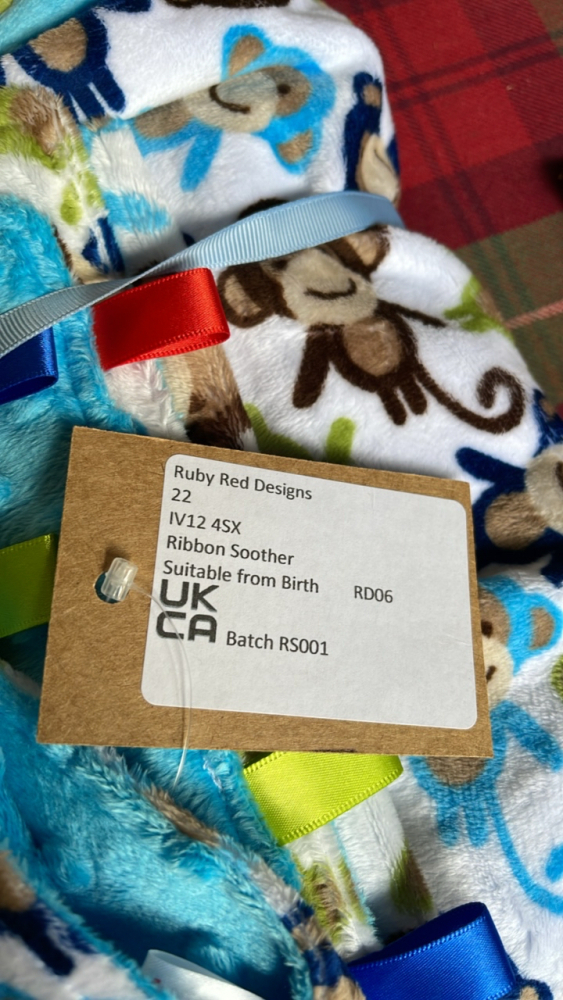 Ruby Red Designs
22
IV12 4SX
Ribbon Soother
Suitable from Birth RD06
UK
CA Batch RS001